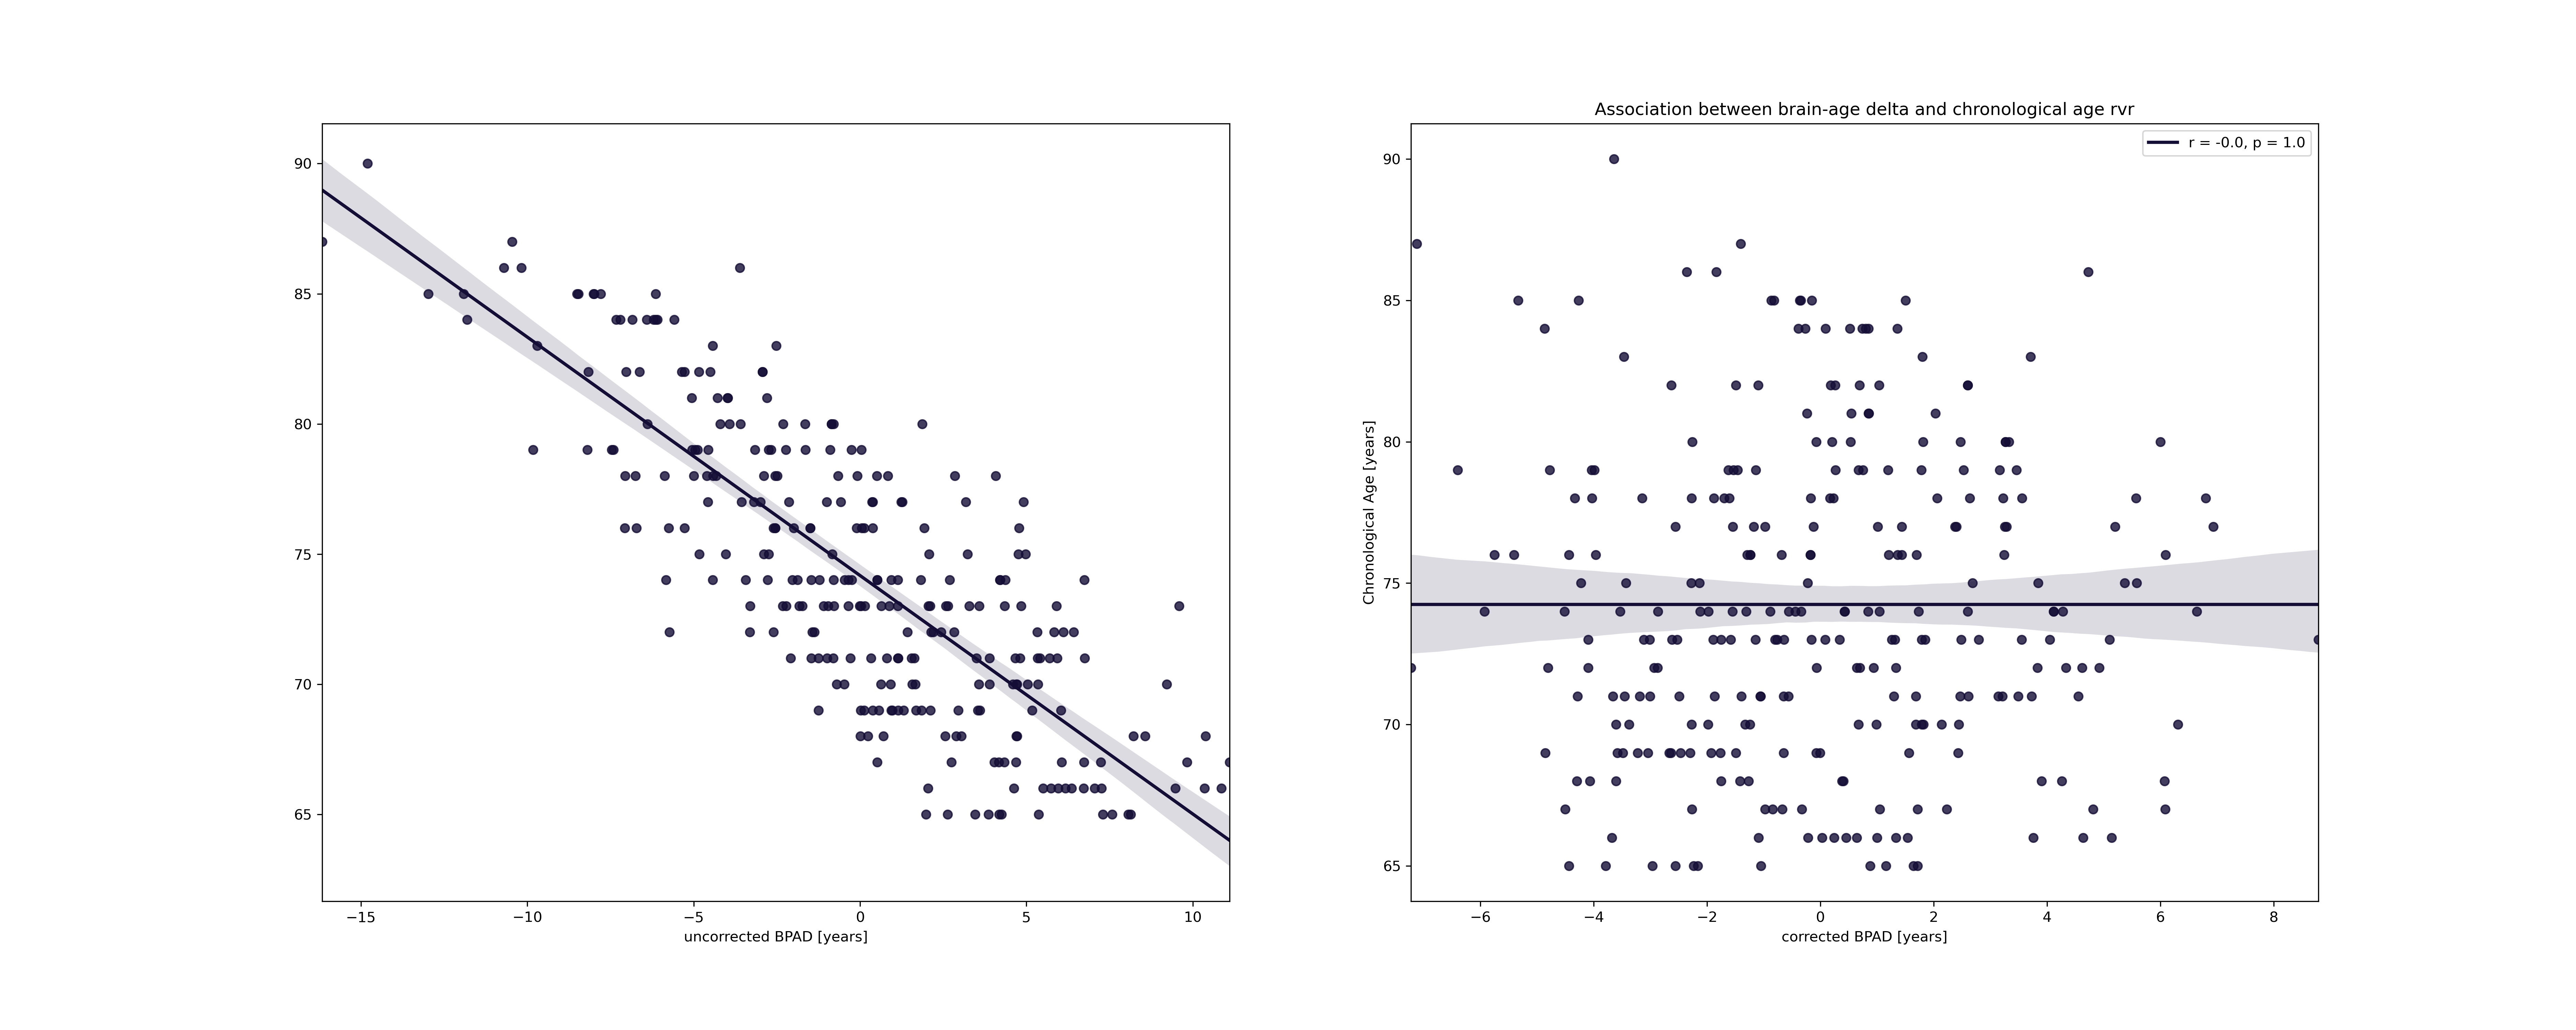 90
85
80
75
70
65
−15 −10 −5 0 5 10
uncorrected BPAD [years]
Association between brain-age delta and chronological age rvr
r = -0.0, p = 1.0
Chronological Age [years]
90
85
80
75
70
65
−6 −4 −2 0 2 4 6 8
corrected BPAD [years]